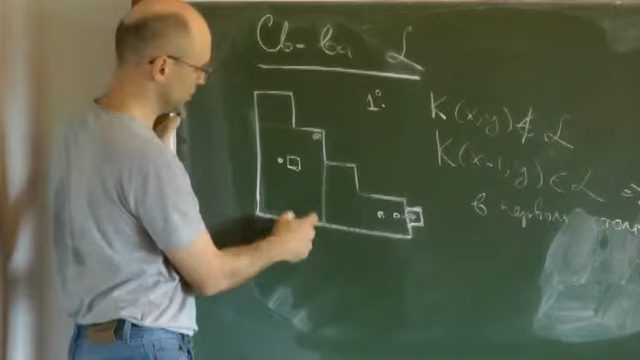 Св-ва ℒ
1°.
K(x,y) ∉ ℒ
K(x-1,y) ∈ ℒ
в первом